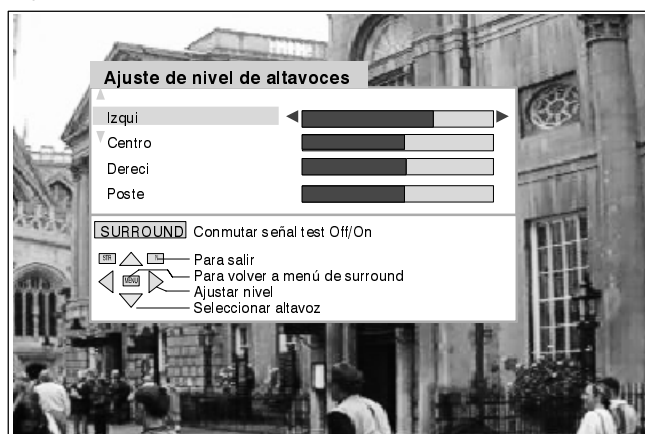 Ajuste de nivel de altavoces
Izqui
Centro
Dereci
Poste
SURROUND Conmutar señal test Off/On
STR
Para salir
MENU
Para volver a menú de surround
Ajustar nivel
Seleccionar altavoz